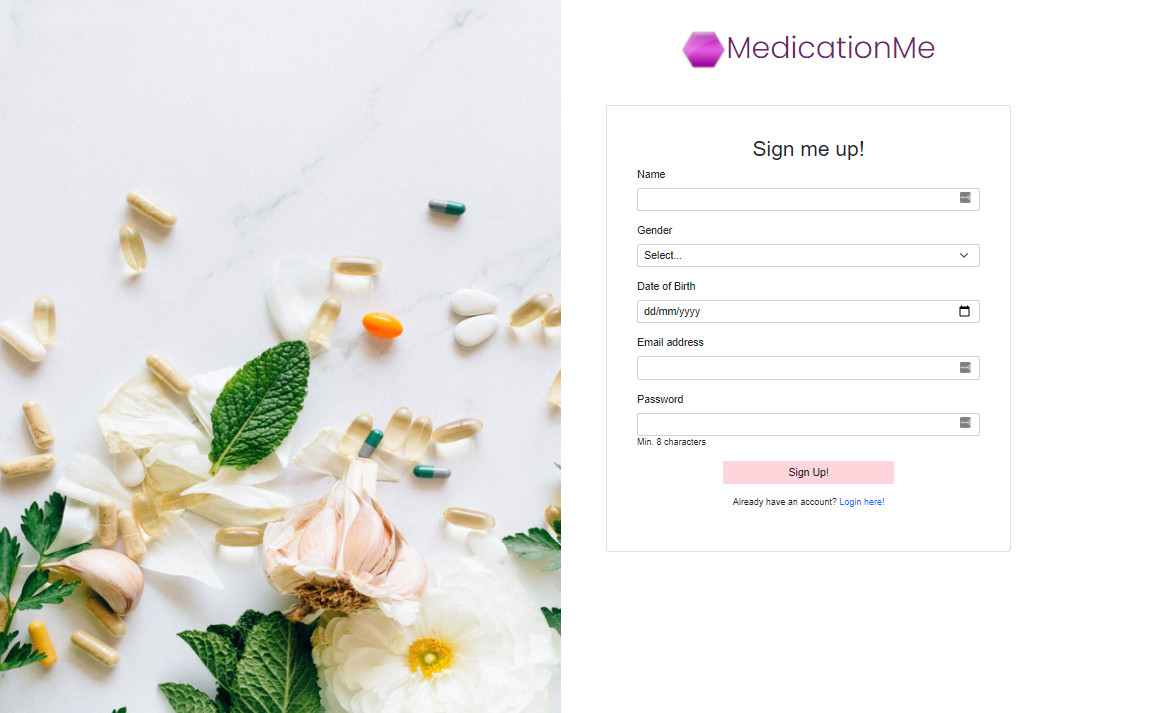 MedicationMe
Sign me up!
Name
Gender
Select...
Date of Birth
dd/mm/yyyy
Email address
Password
Min. 8 characters
Sign Up!
Already have an account? Login here!